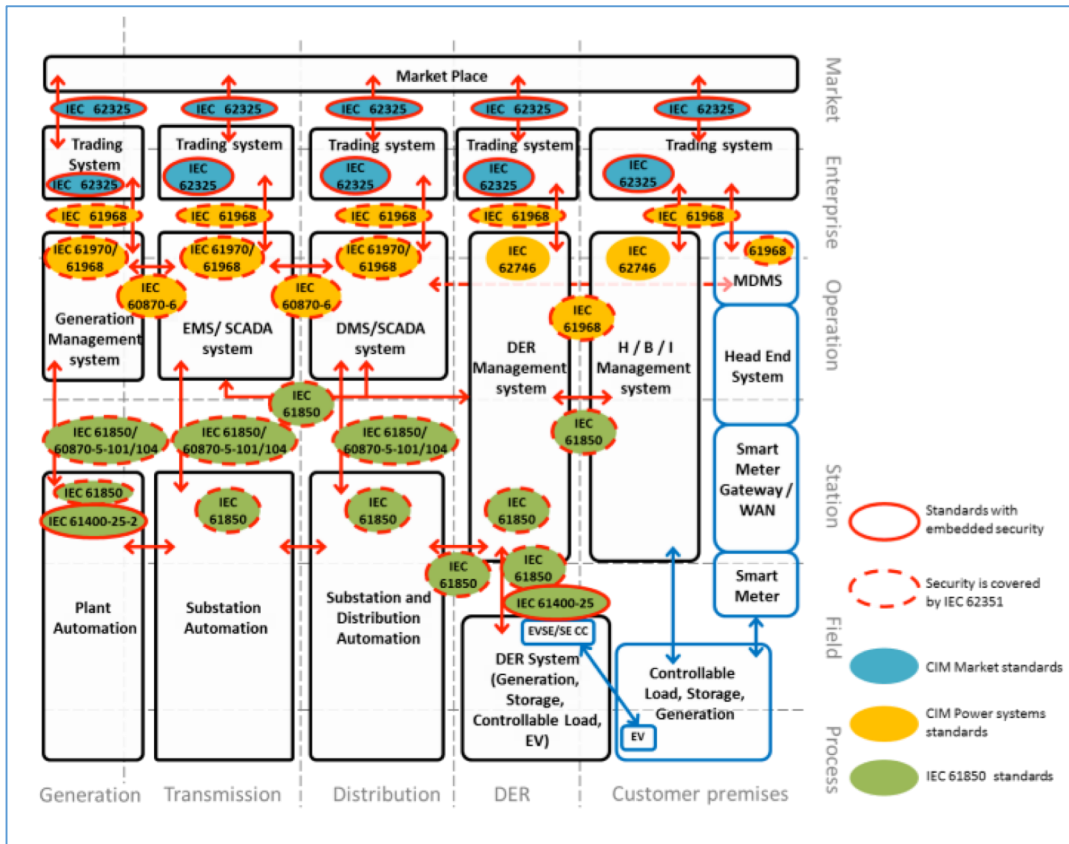 Market Place
IEC 62325
IEC 62325
IEC 62325
IEC 62325
IEC 62325
Trading
System
IEC 62325
Trading system
IEC
62325
Trading system
IEC
62325
Trading system
IEC
62325
Trading system
IEC
62325
IEC 61968
IEC 61968
IEC 61968
IEC 61968
IEC 61968
IEC 61970/
61968
IEC 61970/
61968
IEC 61970/
61968
IEC
62746
IEC
62746
61968
MDMS
IEC
60870-6
IEC
60870-6
IEC
61968
Generation
Management
system
EMS/ SCADA
system
DMS/SCADA
system
DER
Management
system
H / B / I
Management
system
Head End
System
IEC
61850
IEC 61850/
60870-5-101/104
IEC 61850/
60870-5-101/104
IEC 61850/
60870-5-101/104
IEC
61850
Smart
Meter
Gateway /
WAN
IEC 61850
IEC 61400-25-2
IEC
61850
IEC
61850
IEC
61850
IEC
61850
IEC
61850
IEC 61400-25
Smart
Meter
Plant
Automation
Substation
Automation
Substation and
Distribution
Automation
EVSE/SE CC
DER System
(Generation,
Storage,
Controllable Load,
EV)
Controllable
Load, Storage,
Generation
EV
Generation
Transmission
Distribution
DER
Customer premises
Market
Enterprise
Operation
Station
Field
Process
Standards with
embedded security
Security is covered
by IEC 62351
CIM Market standards
CIM Power systems
standards
IEC 61850 standards